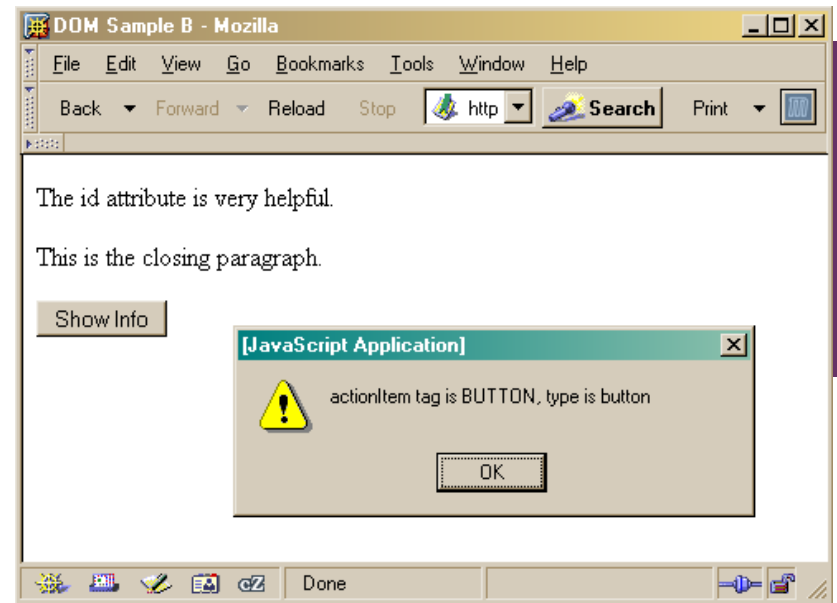 DOM Sample B - Mozilla
File Edit View Go Bookmarks Tools Window Help
Back Forward Reload Stop http Search Print
The id attribute is very helpful.
This is the closing paragraph.
Show Info
[JavaScript Application]
actionItem tag is BUTTON, type is button
OK
cZ Done